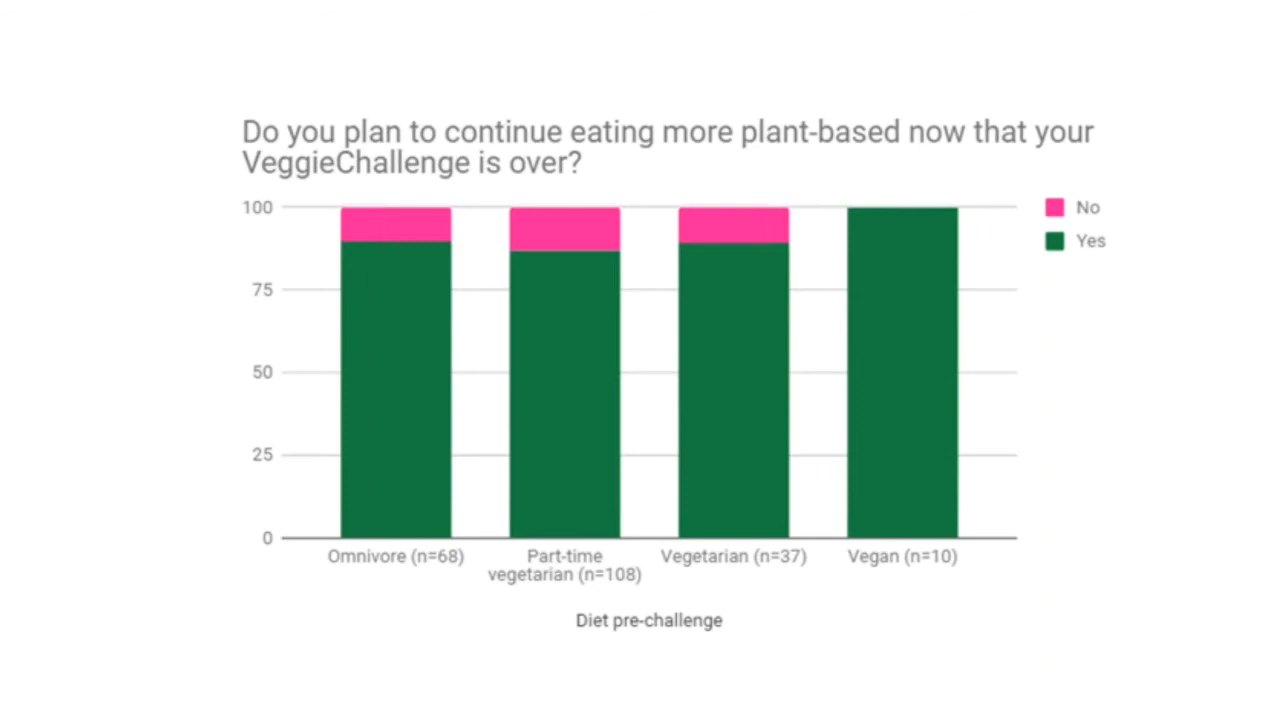 Do you plan to continue eating more plant-based now that your
VeggieChallenge is over?
100
75
50
25
0
No
Yes
Omnivore (n=68)
Part-time
vegetarian (n=108)
Vegetarian (n=37)
Vegan (n=10)
Diet pre-challenge